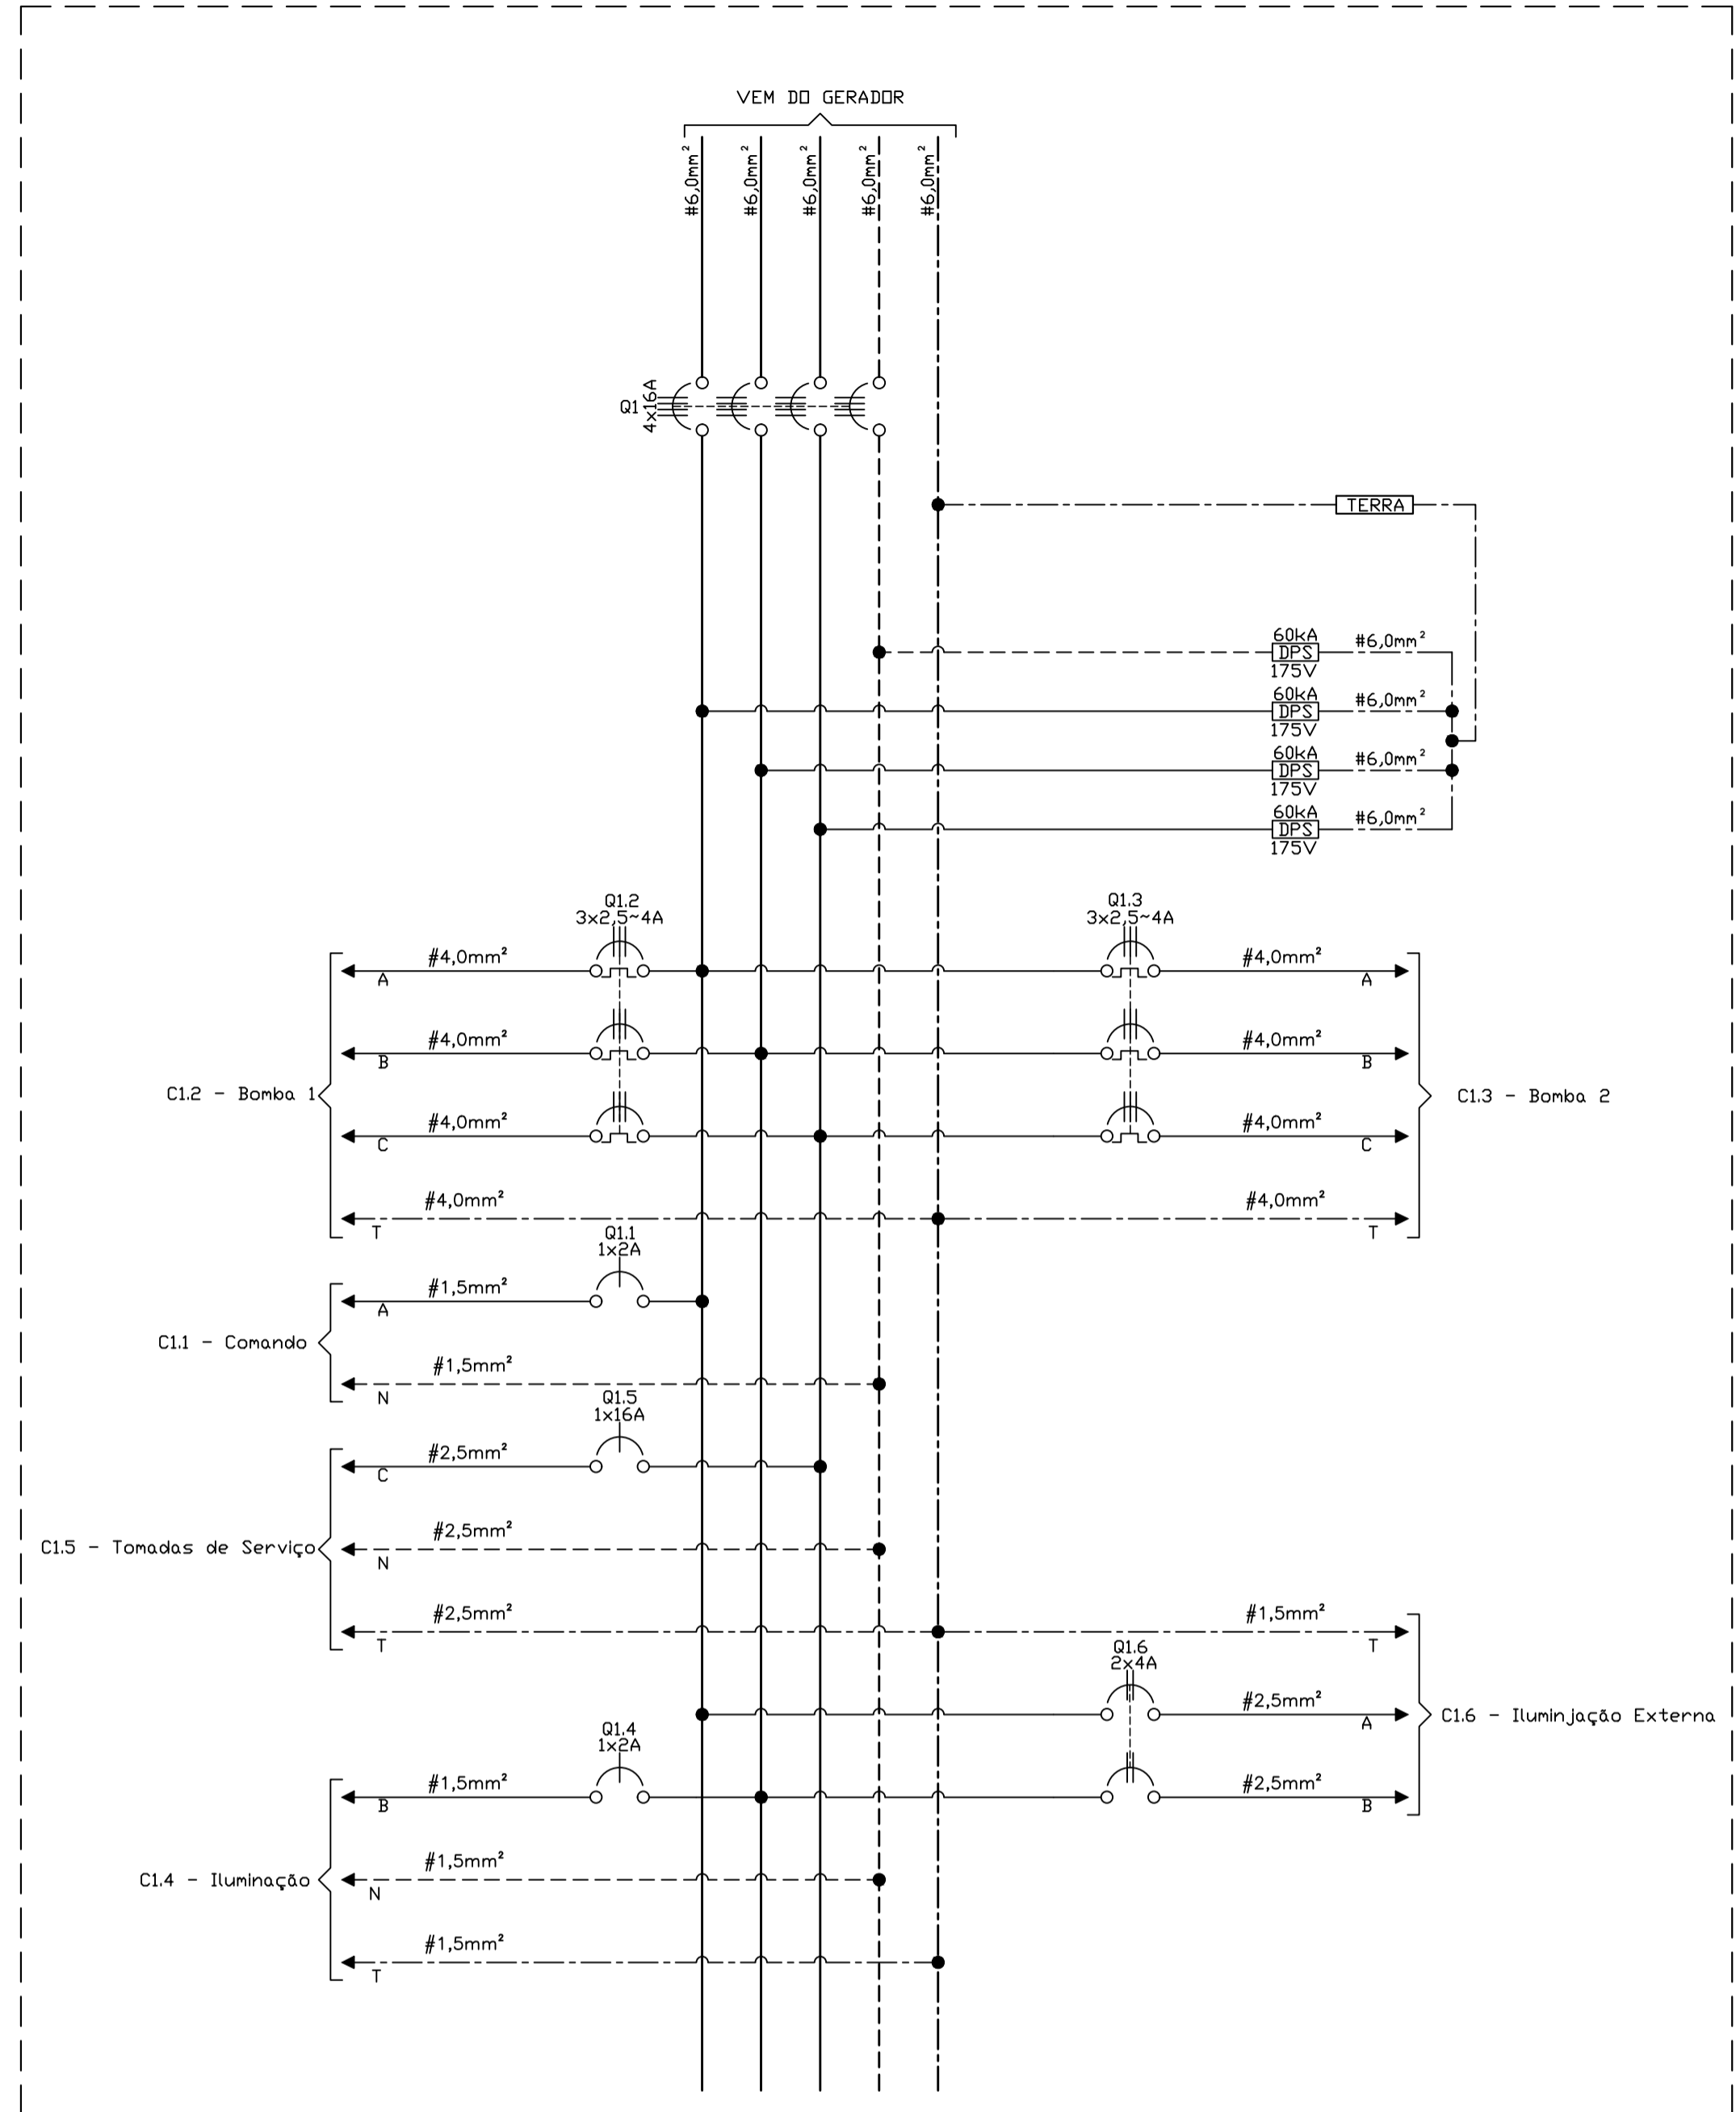 VEM DO GERADOR
#6,0mm²
#6,0mm²
#6,0mm²
#6,0mm²
#6,0mm²
Q1
4x16A
TERRA
60kA
DPS
175V
#6,0mm²
60kA
DPS
175V
#6,0mm²
60kA
DPS
175V
#6,0mm²
60kA
DPS
175V
#6,0mm²
Q1.2
3x2,5~4A
#4,0mm²
A
#4,0mm²
B
C1.2 - Bomba 1
#4,0mm²
C
#4,0mm²
T
Q1.3
3x2,5~4A
#4,0mm²
A
#4,0mm²
B
C1.3 - Bomba 2
#4,0mm²
C
#4,0mm²
T
Q1.1
1x2A
#1,5mm²
A
C1.1 - Comando
#1,5mm²
N
Q1.5
1x16A
#2,5mm²
C
#2,5mm²
C1.5 - Tomadas de Serviço
N
#2,5mm²
T
#1,5mm²
T
Q1.6
2x4A
#2,5mm²
A
C1.6 - Iluminjação Externa
#2,5mm²
B
Q1.4
1x2A
#1,5mm²
B
#1,5mm²
C1.4 - Iluminação
N
#1,5mm²
T